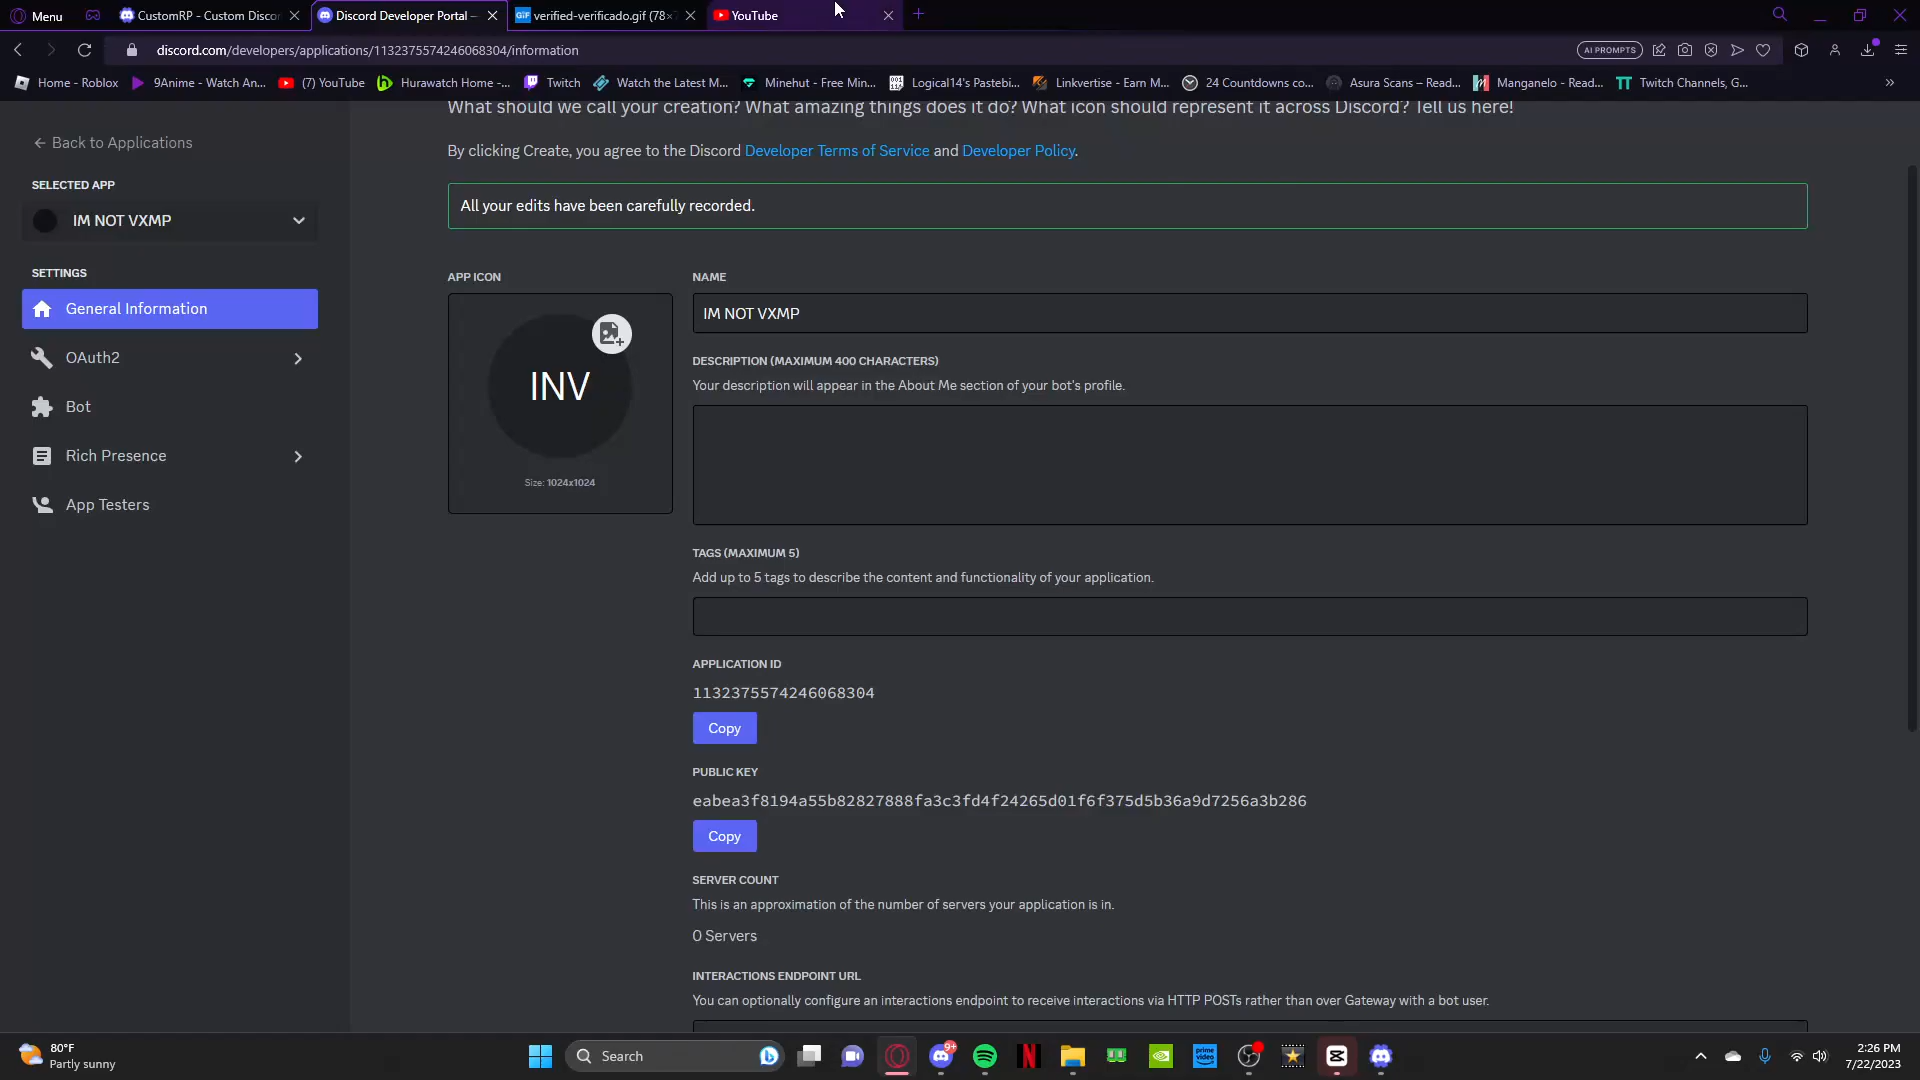 Menu
CustomRP - Custom Discor
Discord Developer Portal —
GIF verified-verificado.gif (78×7
YouTube
discord.com/developers/applications/1132375574246068304/information
AI PROMPTS
Home - Roblox
9Anime - Watch An...
(7) YouTube
Hurawatch Home -...
Twitch
Watch the Latest M...
Minehut - Free Min...
Logical14's Pastebi...
Linkvertise - Earn M...
24 Countdowns co...
Asura Scans – Read...
Manganelo - Read...
Twitch Channels, G...
What should we call your creation? What amazing things does it do? What icon should represent it across Discord? Tell us here!
← Back to Applications
By clicking Create, you agree to the Discord Developer Terms of Service and Developer Policy.
SELECTED APP
IM NOT VXMP
All your edits have been carefully recorded.
SETTINGS
General Information
OAuth2
Bot
Rich Presence
App Testers
APP ICON
INV
Size: 1024x1024
NAME
IM NOT VXMP
DESCRIPTION (MAXIMUM 400 CHARACTERS)
Your description will appear in the About Me section of your bot's profile.
TAGS (MAXIMUM 5)
Add up to 5 tags to describe the content and functionality of your application.
APPLICATION ID
1132375574246068304
Copy
PUBLIC KEY
eabea3f8194a55b82827888fa3c3fd4f24265d01f6f375d5b36a9d7256a3b286
Copy
SERVER COUNT
This is an approximation of the number of servers your application is in.
0 Servers
INTERACTIONS ENDPOINT URL
You can optionally configure an interactions endpoint to receive interactions via HTTP POSTs rather than over Gateway with a bot user.
80°F
Partly sunny
Search
9+
prime video
2:26 PM
7/22/2023